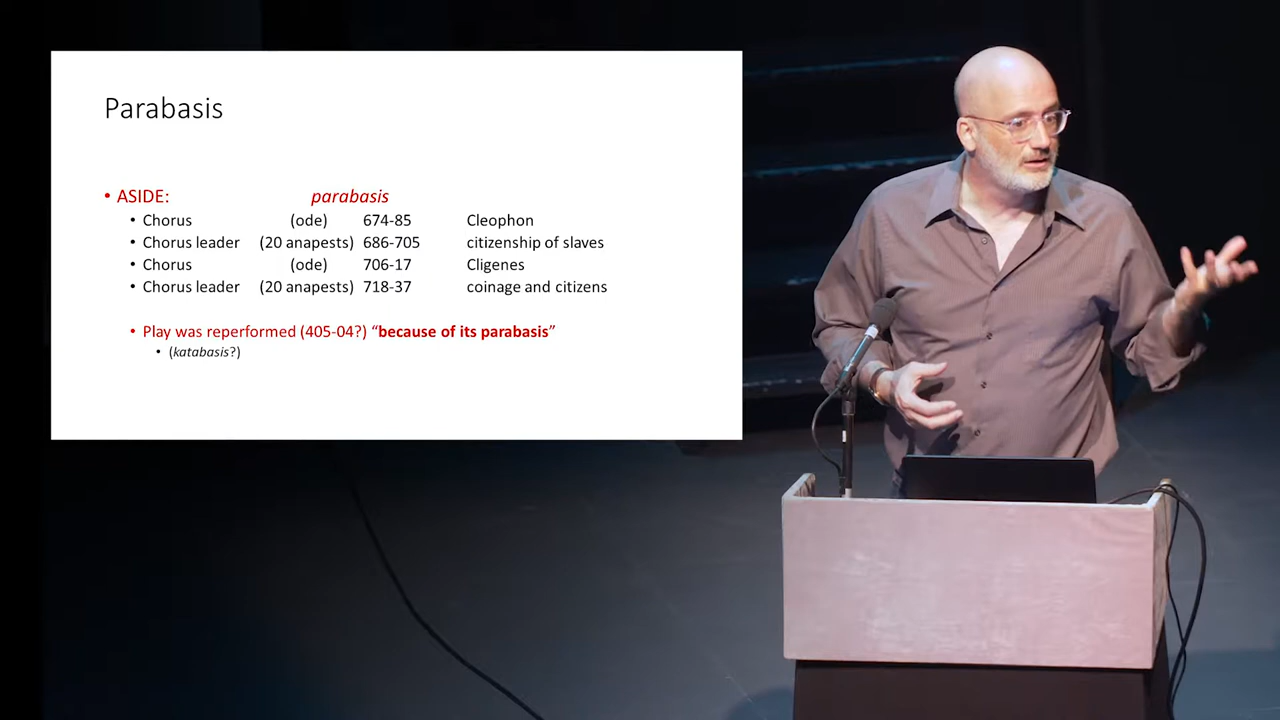 Parabasis
• ASIDE: parabasis
• Chorus (ode) 674-85 Cleophon
• Chorus leader (20 anapests) 686-705 citizenship of slaves
• Chorus (ode) 706-17 Cligenes
• Chorus leader (20 anapests) 718-37 coinage and citizens
• Play was reperformed (405-04?) “because of its parabasis”
• (katabasis?)